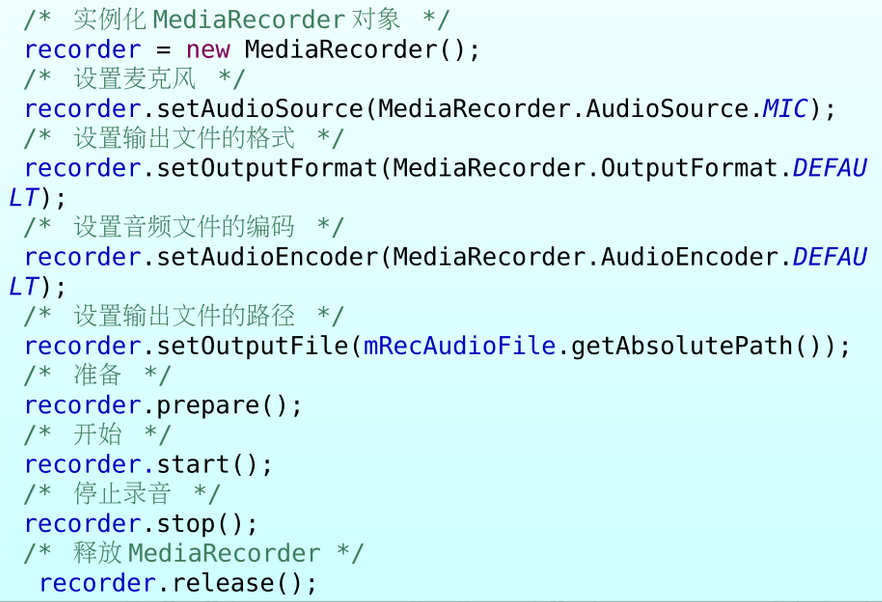 /* 实例化MediaRecorder对象 */
recorder = new MediaRecorder();
/* 设置麦克风 */
recorder.setAudioSource(MediaRecorder.AudioSource.MIC);
/* 设置输出文件的格式 */
recorder.setOutputFormat(MediaRecorder.OutputFormat.DEFAU
LT);
/* 设置音频文件的编码 */
recorder.setAudioEncoder(MediaRecorder.AudioEncoder.DEFAU
LT);
/* 设置输出文件的路径 */
recorder.setOutputFile(mRecAudioFile.getAbsolutePath());
/* 准备 */
recorder.prepare();
/* 开始 */
recorder.start();
/* 停止录音 */
recorder.stop();
/* 释放MediaRecorder */
recorder.release();